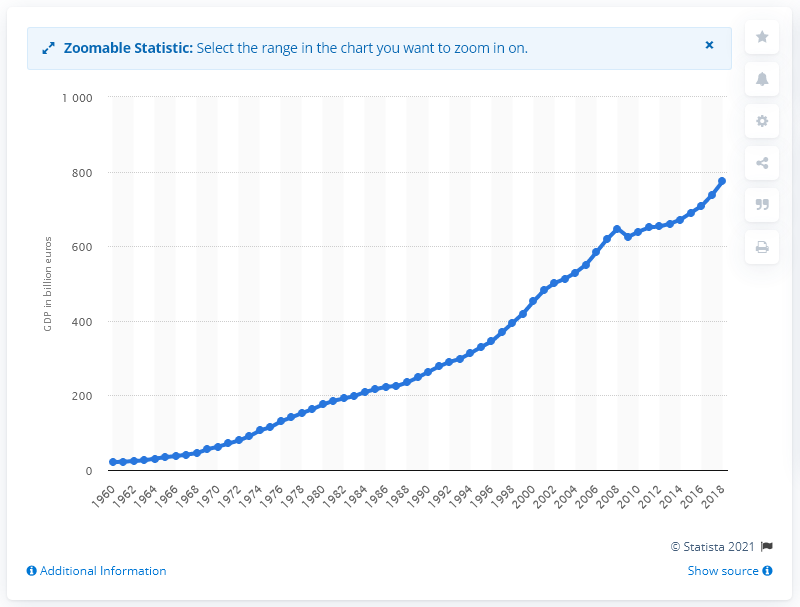 Zoomable Statistic: Select the range in the chart you want to zoom in on.
1 000
800
600
400
200
0
GDP in billion euros
1960 1962 1964 1966 1968 1970 1972 1974 1976 1978 1980 1982 1984 1986 1988 1990 1992 1994 1996 1998 2000 2002 2004 2006 2008 2010 2012 2014 2016 2018
© Statista 2021
Additional Information
Show source